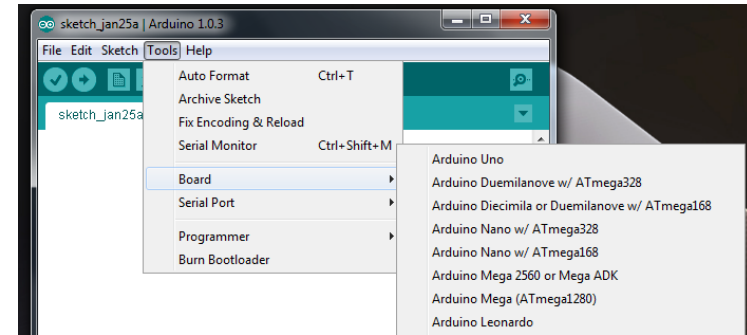 sketch_jan25a | Arduino 1.0.3
File Edit Sketch Tools Help
sketch_jan25a
Auto Format Ctrl+T
Archive Sketch
Fix Encoding & Reload
Serial Monitor Ctrl+Shift+M
Board
Serial Port
Programmer
Burn Bootloader
Arduino Uno
Arduino Duemilanove w/ ATmega328
Arduino Diecimila or Duemilanove w/ ATmega168
Arduino Nano w/ ATmega328
Arduino Nano w/ ATmega168
Arduino Mega 2560 or Mega ADK
Arduino Mega (ATmega1280)
Arduino Leonardo